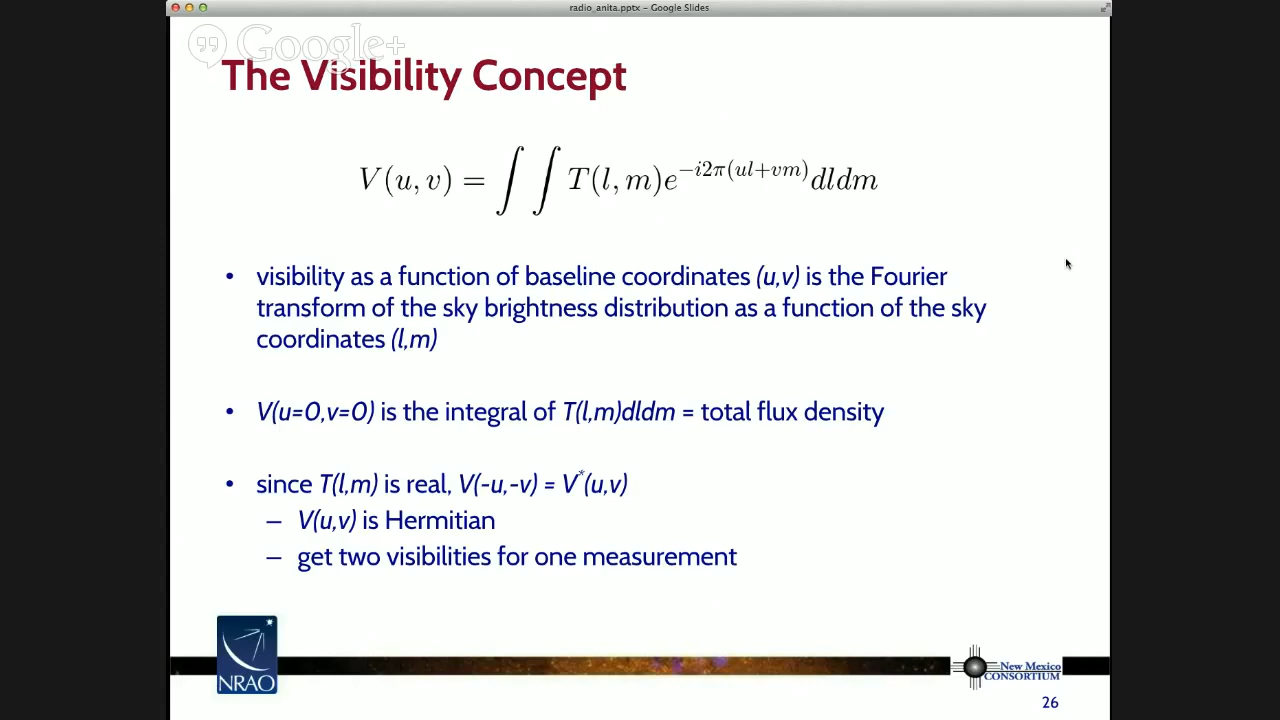 radio_anita.pptx – Google Slides
Google+
The Visibility Concept
V(u, v) = ∫ ∫ T(l, m)e^{−i2π(ul+vm)}dldm
• visibility as a function of baseline coordinates (u,v) is the Fourier
transform of the sky brightness distribution as a function of the sky
coordinates (l,m)
• V(u=0,v=0) is the integral of T(l,m)dldm = total flux density
• since T(l,m) is real, V(-u,-v) = V*(u,v)
– V(u,v) is Hermitian
– get two visibilities for one measurement
NRAO
New Mexico
CONSORTIUM
26